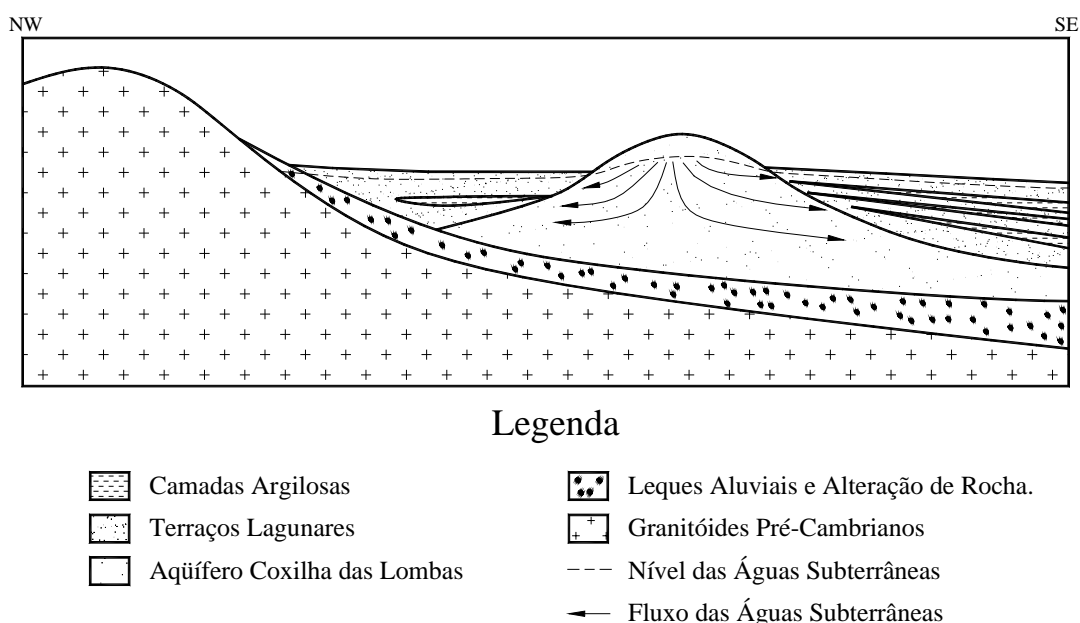 NW
SE
Legenda
Camadas Argilosas
Terraços Lagunares
Aqüífero Coxilha das Lombas
Leques Aluviais e Alteração de Rocha.
Granitóides Pré-Cambrianos
Nível das Águas Subterrâneas
Fluxo das Águas Subterrâneas